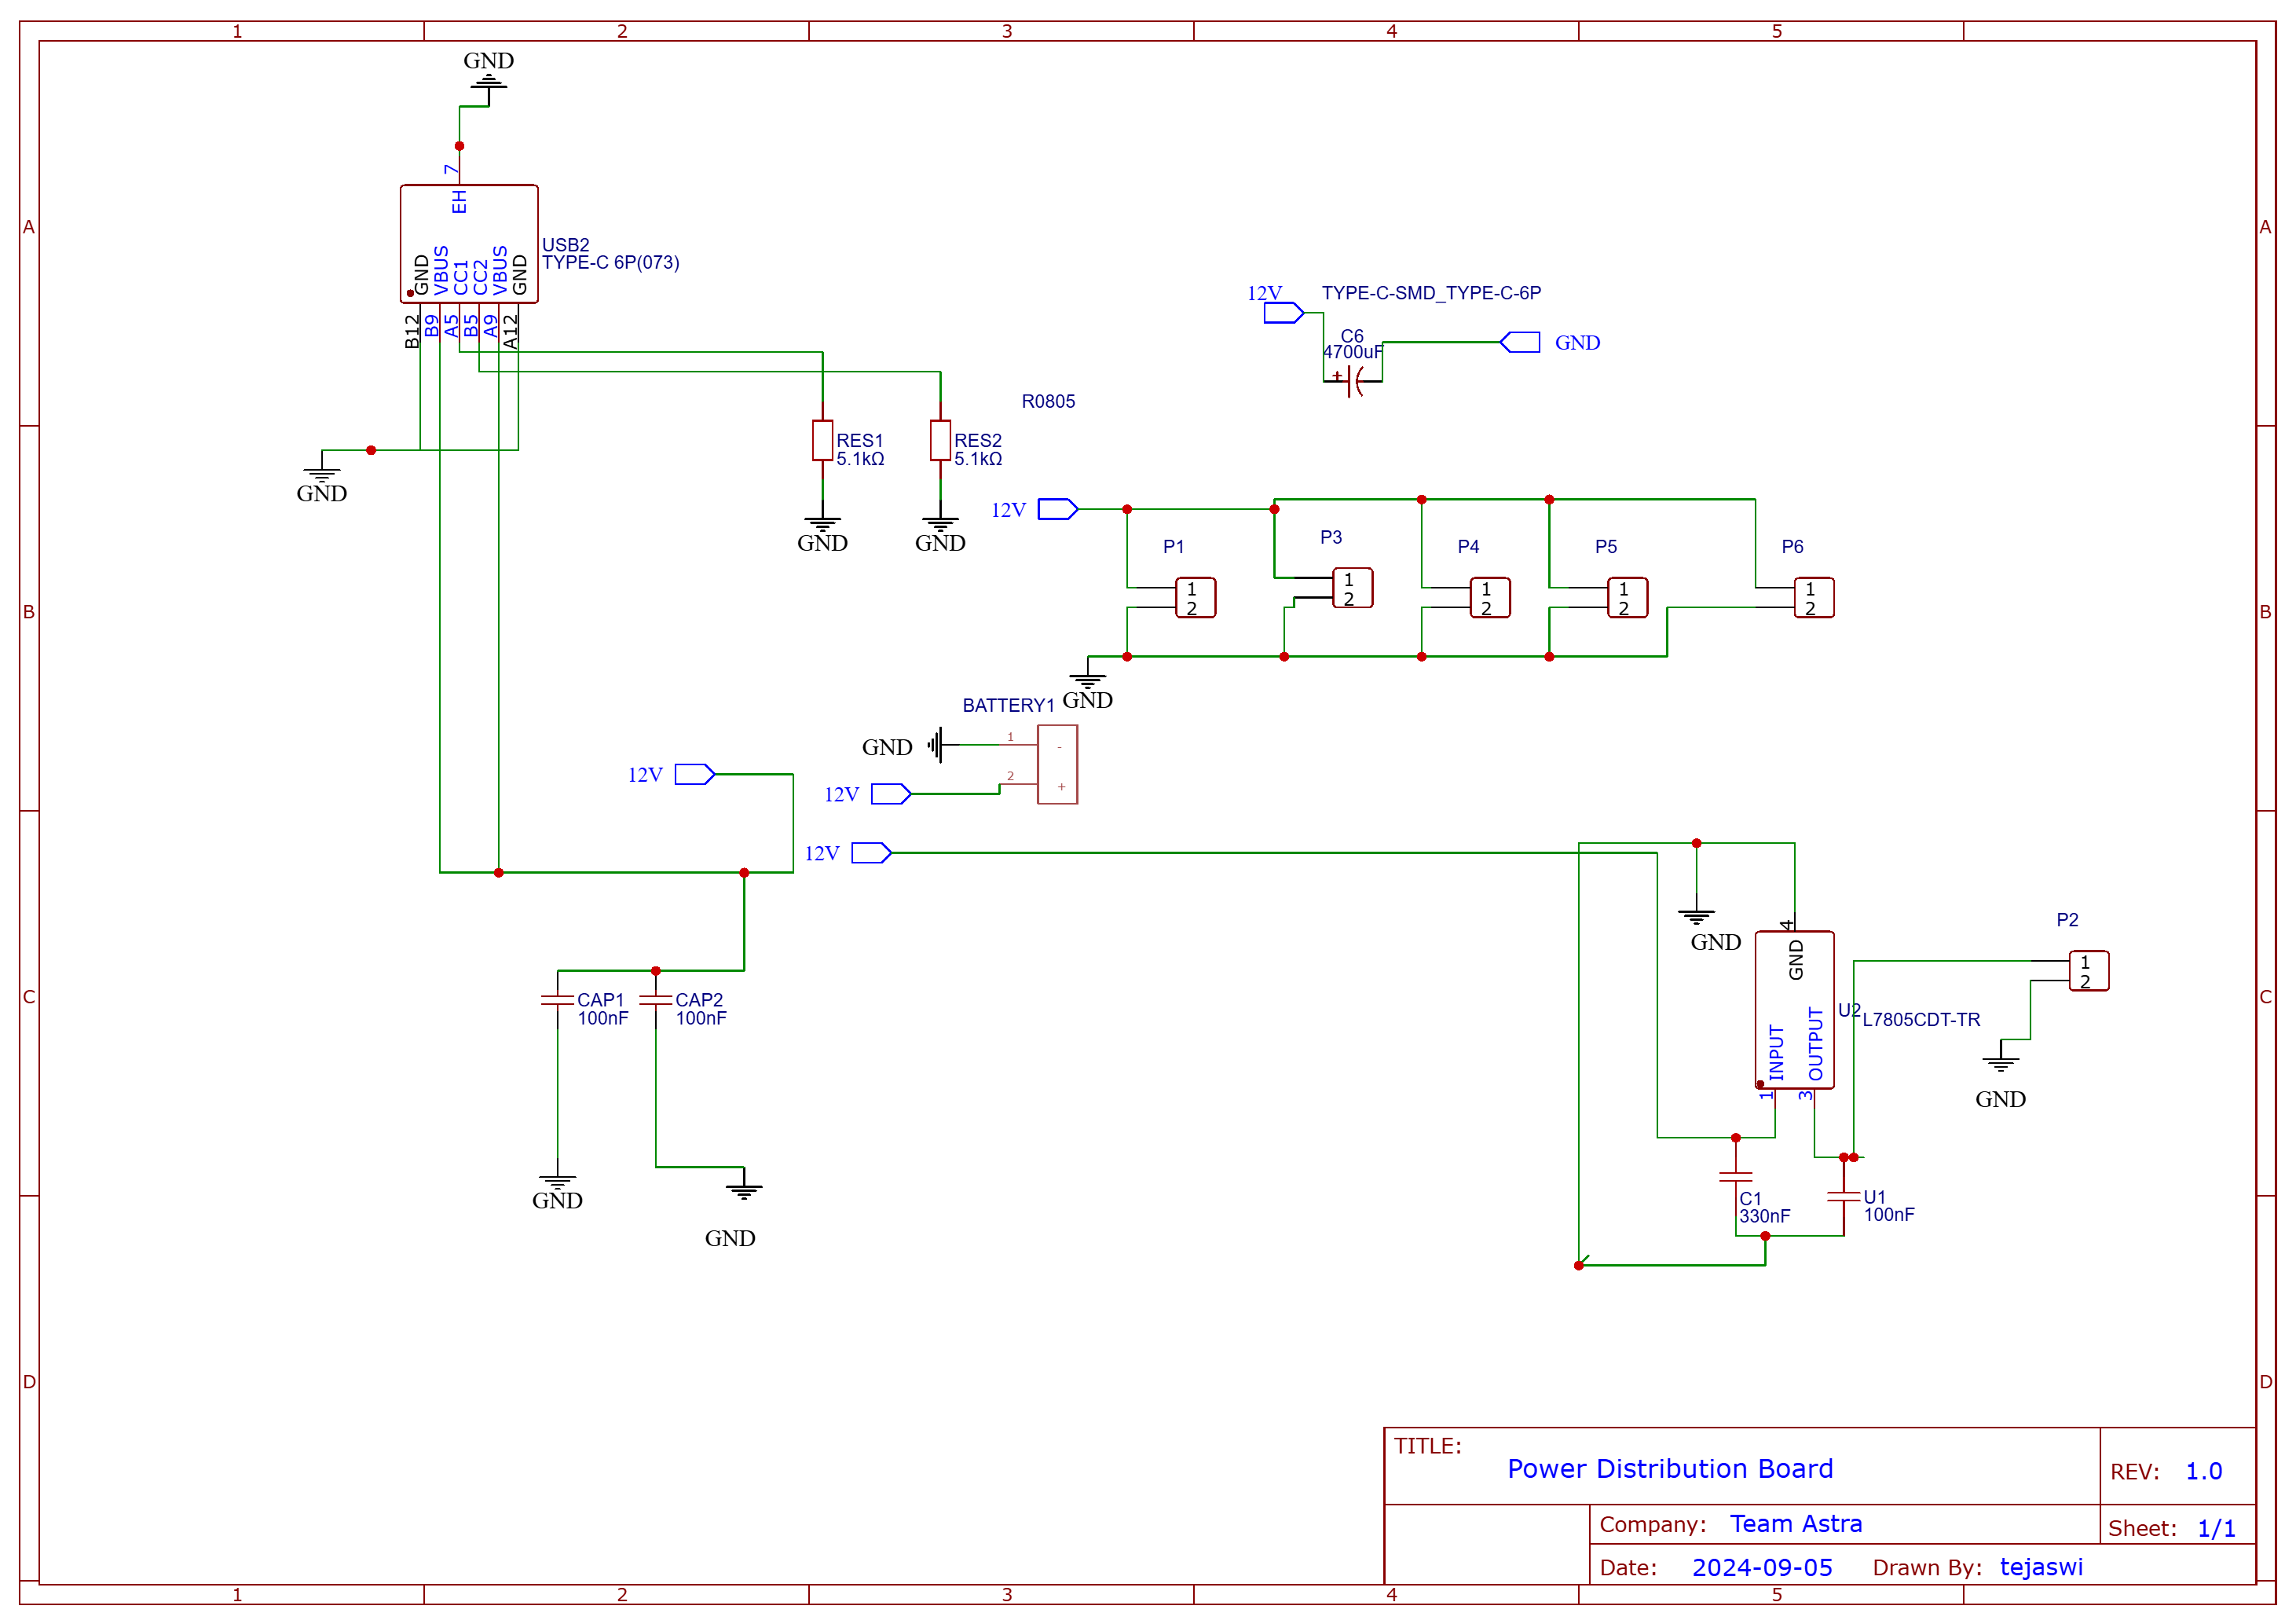 1 2 3 4 5
GND
7
EH
A A
USB2
TYPE-C 6P(073)
GND VBUS CC1 CC2 VBUS GND
B12 B9 A5 B5 A9 A12
12V
TYPE-C-SMD_TYPE-C-6P
C6
4700uF
GND
R0805
RES1
5.1kΩ
RES2
5.1kΩ
GND
GND
GND
12V
P1
1
2
P3
1
2
P4
1
2
P5
1
2
P6
1
2
B B
GND
BATTERY1
GND
1
-
2
+
12V
12V
12V
GND
4
GND
INPUT
OUTPUT
1
3
U2
L7805CDT-TR
P2
1
2
GND
C C
CAP1
100nF
CAP2
100nF
GND
GND
C1
330nF
U1
100nF
D D
TITLE:
Power Distribution Board
REV: 1.0
Company: Team Astra
Sheet: 1/1
Date: 2024-09-05 Drawn By: tejaswi
1 2 3 4 5